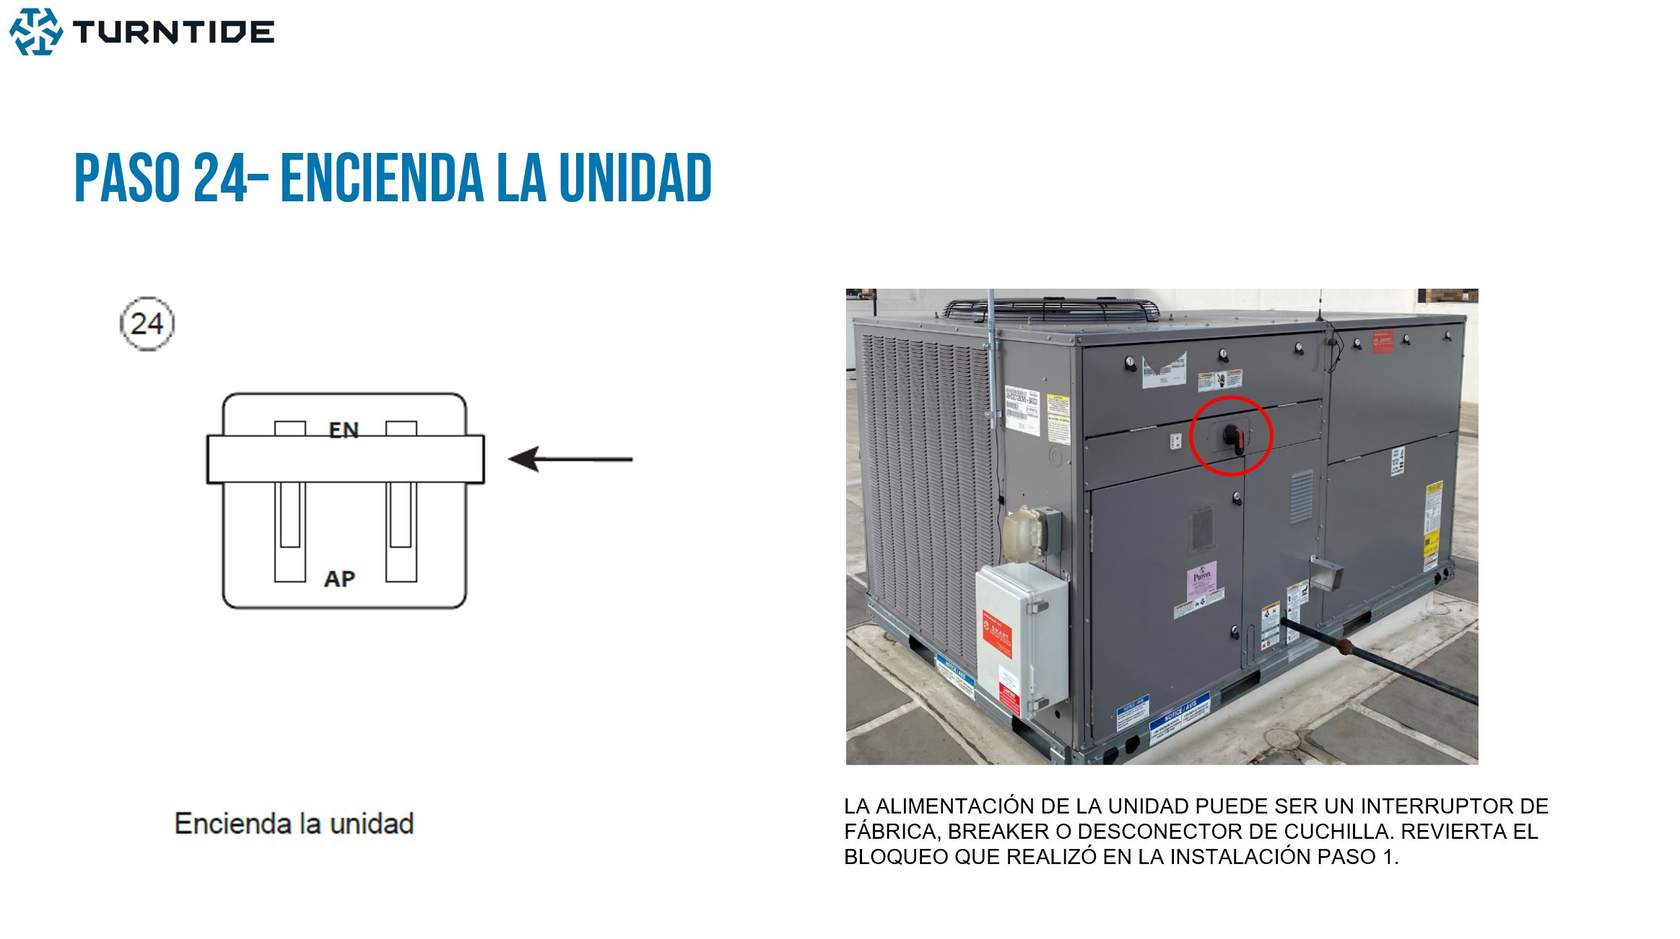 TURNTIDE
PASO 24– ENCIENDA LA UNIDAD
24
EN
AP
Encienda la unidad
LA ALIMENTACIÓN DE LA UNIDAD PUEDE SER UN INTERRUPTOR DE
FÁBRICA, BREAKER O DESCONECTOR DE CUCHILLA. REVIERTA EL
BLOQUEO QUE REALIZÓ EN LA INSTALACIÓN PASO 1.